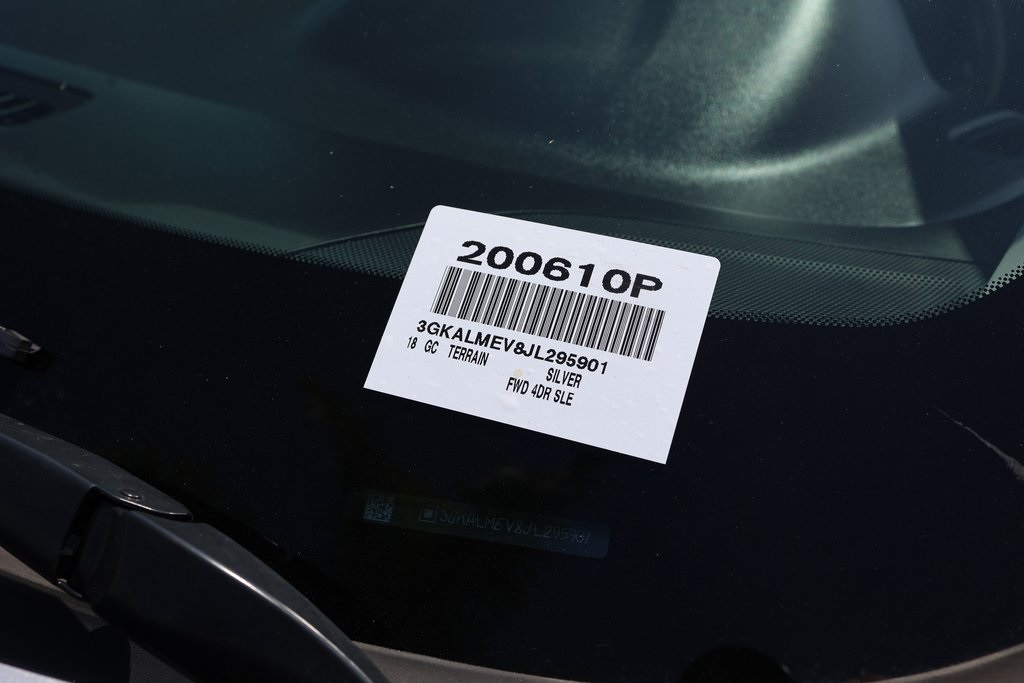 200610P
3GKALMEV8JL295901
18 GC TERRAIN
SILVER
FWD 4DR SLE
3GKALMEV8JL295901